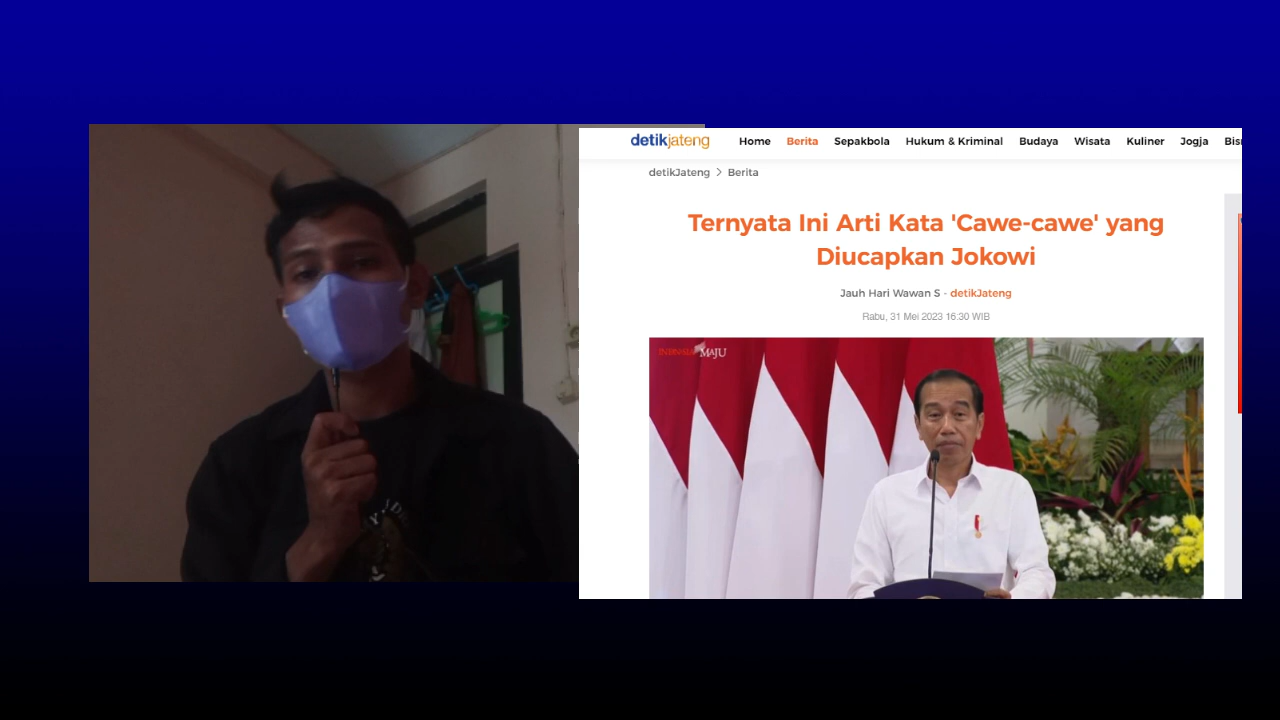 detikjateng Home Berita Sepakbola Hukum & Kriminal Budaya Wisata Kuliner Jogja
detikJateng > Berita
Ternyata Ini Arti Kata 'Cawe-cawe' yang
Diucapkan Jokowi
Jauh Hari Wawan S - detikJateng
Rabu, 31 Mei 2023 16:30 WIB
INDONESIA MAJU